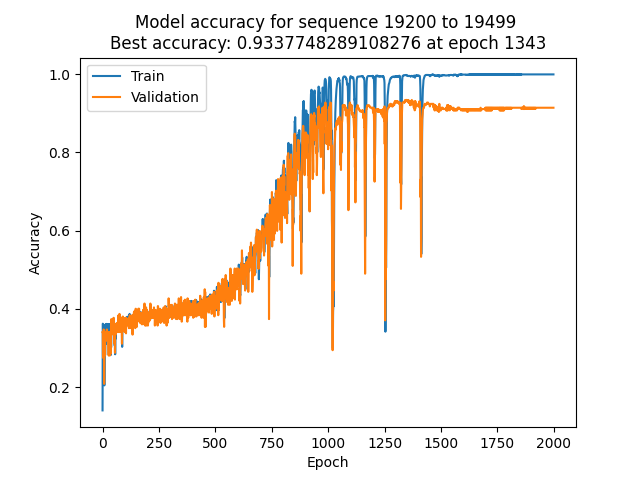 Model accuracy for sequence 19200 to 19499
Best accuracy: 0.9337748289108276 at epoch 1343
Train
Validation
1.0
0.8
0.6
0.4
0.2
Accuracy
0
250
500
750
1000
1250
1500
1750
2000
Epoch